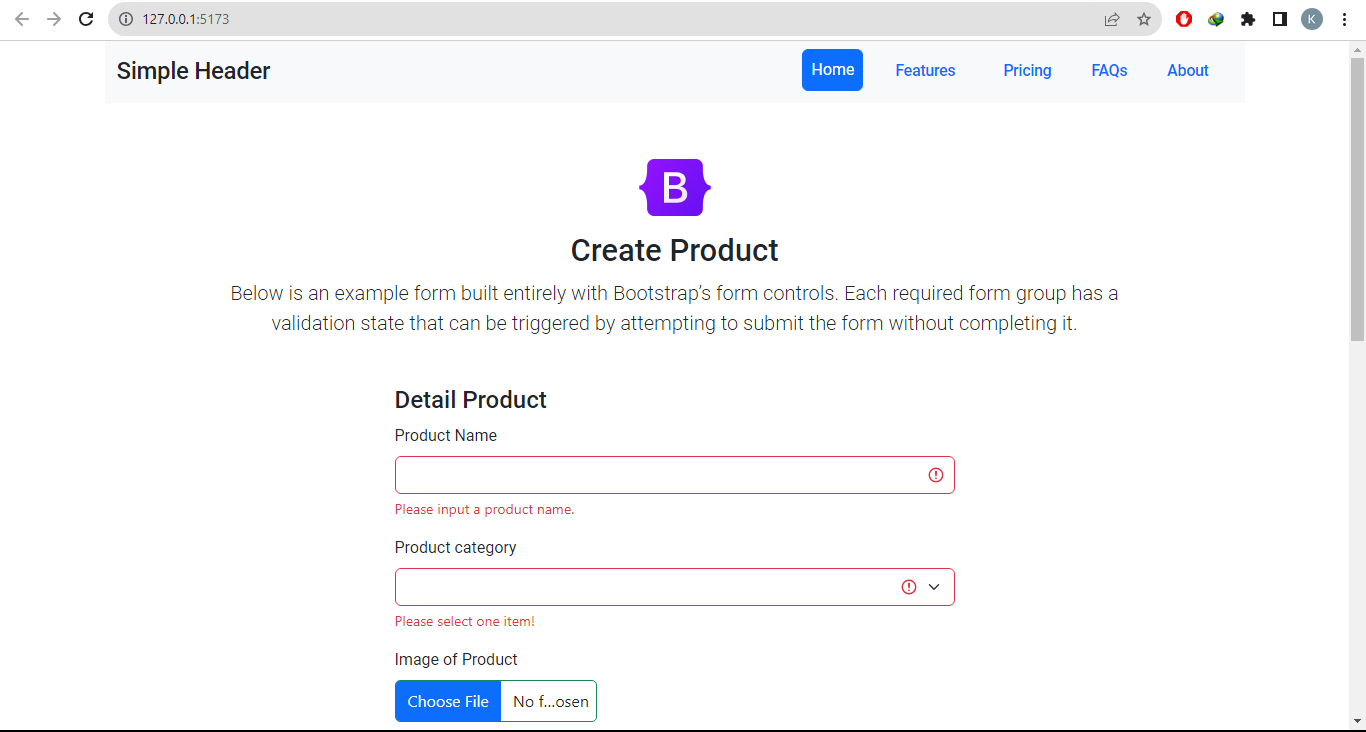 127.0.0.1:5173
K
Simple Header
Home Features Pricing FAQs About
B
Create Product
Below is an example form built entirely with Bootstrap’s form controls. Each required form group has a
validation state that can be triggered by attempting to submit the form without completing it.
Detail Product
Product Name
Please input a product name.
Product category
Please select one item!
Image of Product
Choose File No f...osen